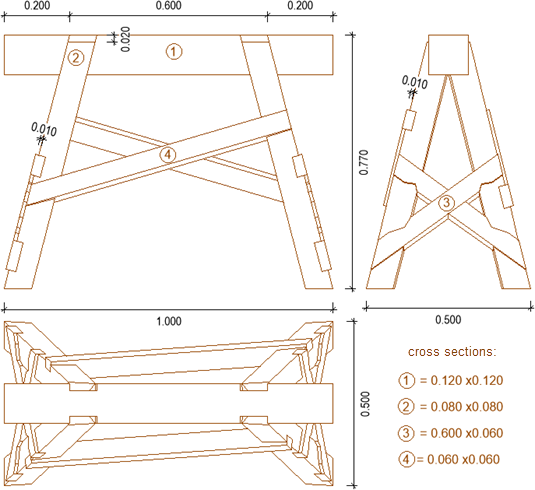 0.200 0.600 0.200
0.020
2 1
0.010 0.010
4
0.770
3
1.000 0.500
0.500
cross sections:
1 = 0.120 x0.120
2 = 0.080 x0.080
3 = 0.600 x0.060
4 = 0.060 x0.060